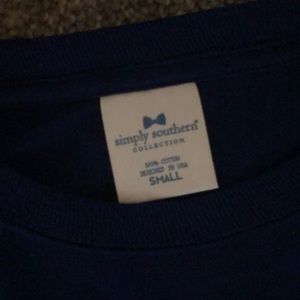 simply southern®
COLLECTION
100% COTTON
DESIGNED IN USA
SMALL